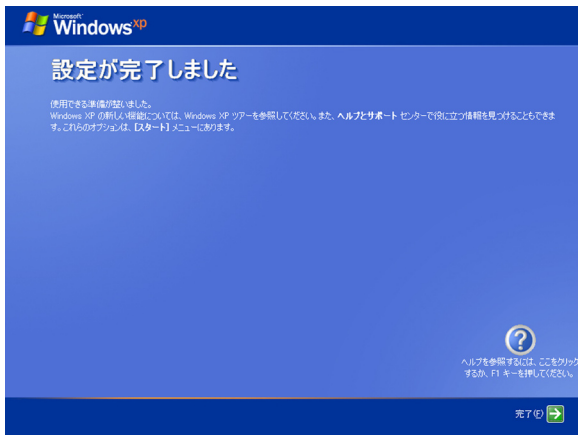 Microsoft
Windows xp
設定が完了しました
使用できる準備が整いました。
Windows XP の新しい機能については、Windows XP ツアーを参照してください。また、ヘルプとサポート センターで役に立つ情報を見つけることもできま
す。これらのオプションは、[スタート] メニューにあります。
ヘルプを参照するには、ここをクリック
するか、F1 キーを押してください。
完了(F)